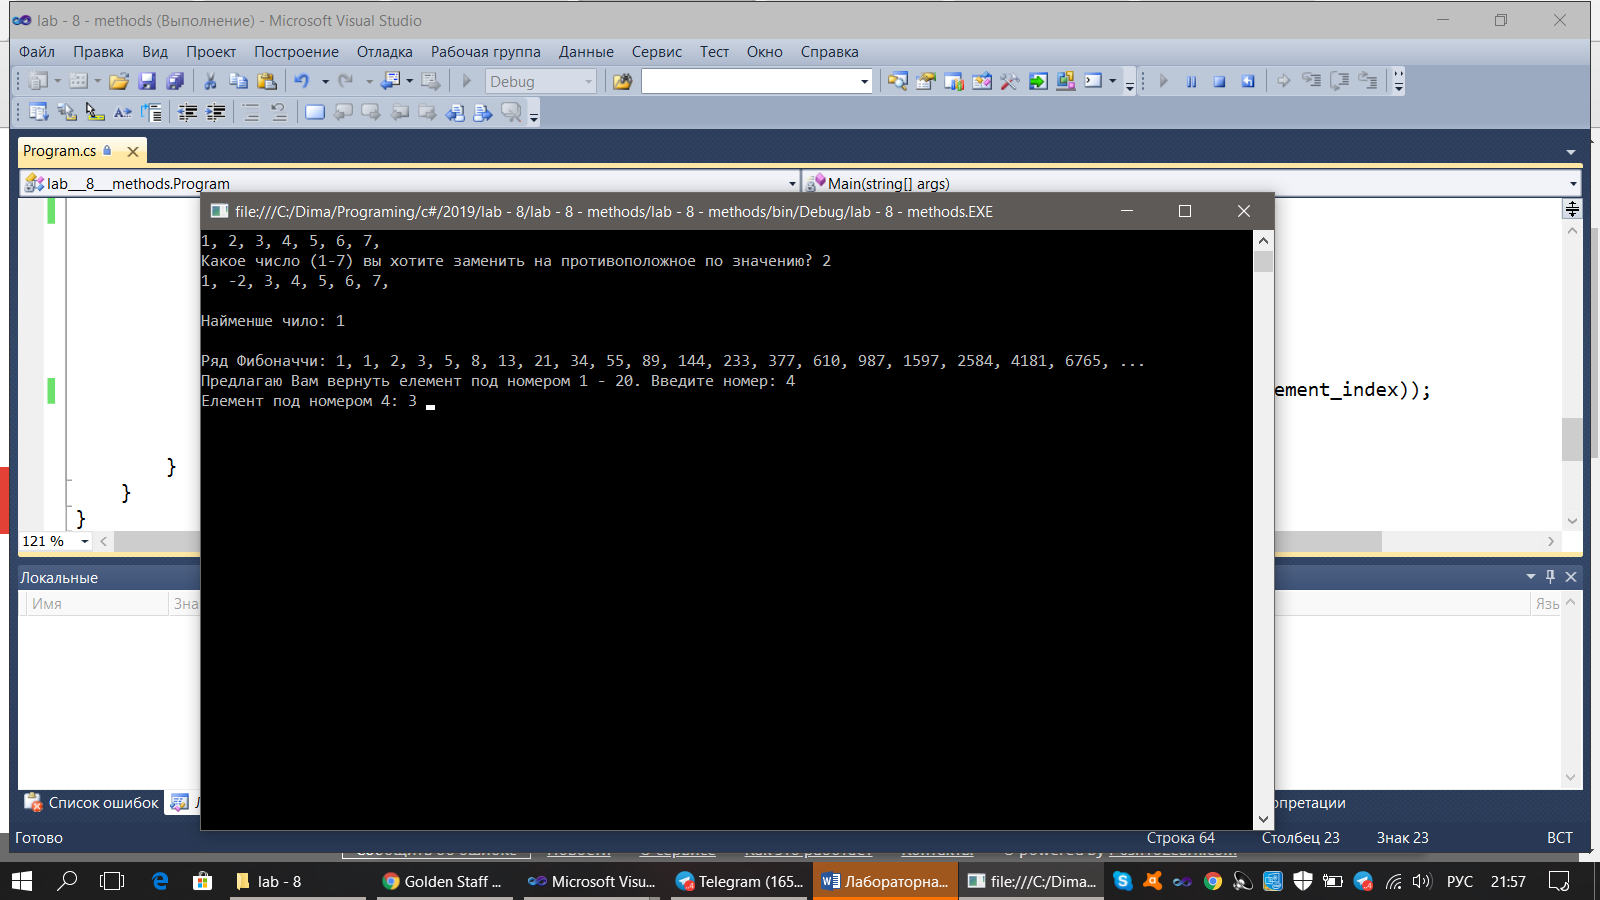 lab - 8 - methods (Выполнение) - Microsoft Visual Studio
Файл Правка Вид Проект Построение Отладка Рабочая группа Данные Сервис Тест Окно Справка
Debug
Program.cs
lab__8__methods.Program Main(string[] args)
file:///C:/Dima/Programing/c#/2019/lab - 8/lab - 8 - methods/lab - 8 - methods/bin/Debug/lab - 8 - methods.EXE
1, 2, 3, 4, 5, 6, 7,
Какое число (1-7) вы хотите заменить на противоположное по значению? 2
1, -2, 3, 4, 5, 6, 7,
Найменше чило: 1
Ряд Фибоначчи: 1, 1, 2, 3, 5, 8, 13, 21, 34, 55, 89, 144, 233, 377, 610, 987, 1597, 2584, 4181, 6765, ...
Предлагаю Вам вернуть елемент под номером 1 - 20. Введите номер: 4
Елемент под номером 4: 3
ement_index));
}
}
}
121 %
Локальные
Имя Зна Язы
Список ошибок Л опретации
Готово Строка 64 Столбец 23 Знак 23 ВСТ
lab - 8 Golden Staff ... Microsoft Visu... Telegram (165... Лабораторна... file:///C:/Dima... РУС 21:57